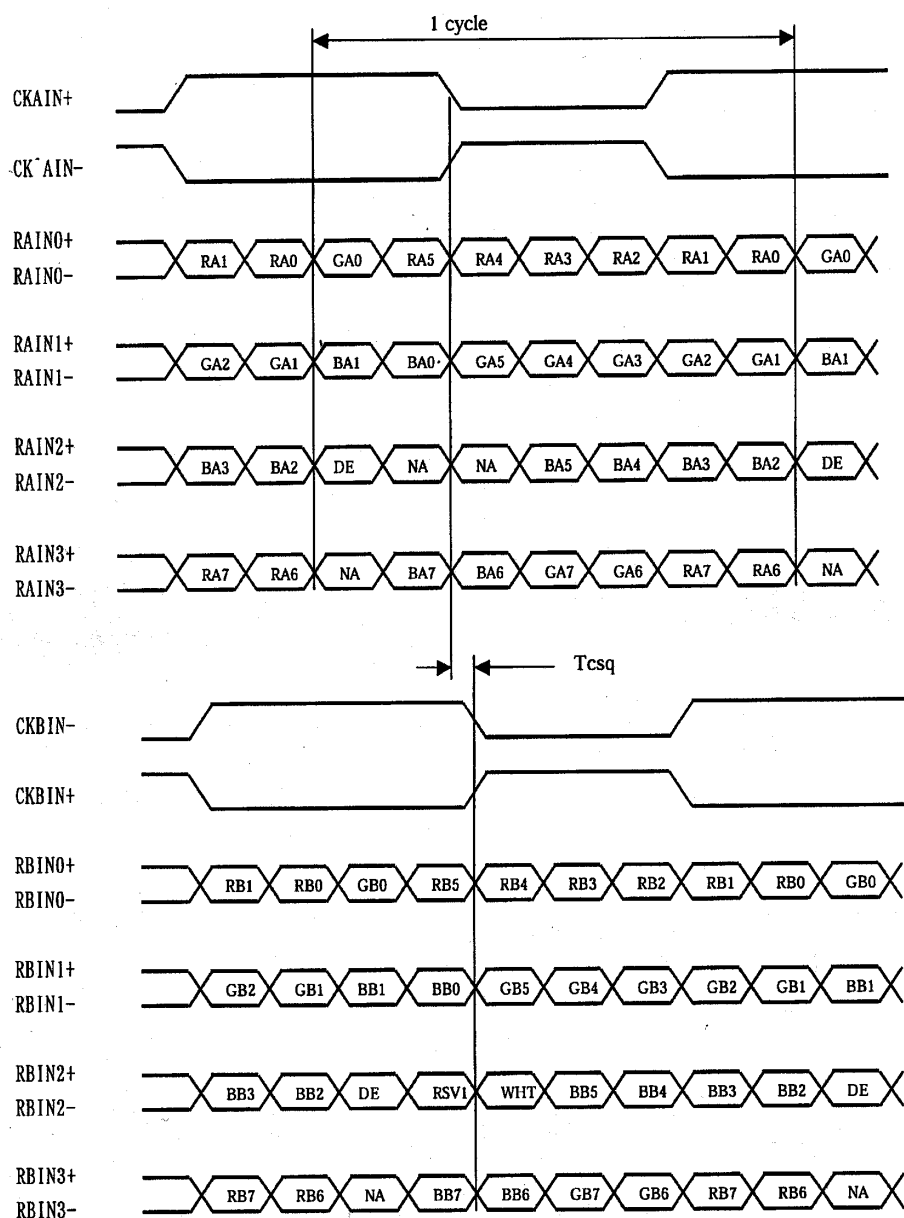 1 cycle
CKAIN+
CK AIN-
RAIN0+
RA1 RA0 GA0 RA5 RA4 RA3 RA2 RA1 RA0 GA0
RAIN0-
RAIN1+
GA2 GA1 BA1 BA0 GA5 GA4 GA3 GA2 GA1 BA1
RAIN1-
RAIN2+
BA3 BA2 DE NA NA BA5 BA4 BA3 BA2 DE
RAIN2-
RAIN3+
RA7 RA6 NA BA7 BA6 GA7 GA6 RA7 RA6 NA
RAIN3-
Tcsq
CKBIN-
CKBIN+
RBIN0+
RB1 RB0 GB0 RB5 RB4 RB3 RB2 RB1 RB0 GB0
RBIN0-
RBIN1+
GB2 GB1 BB1 BB0 GB5 GB4 GB3 GB2 GB1 BB1
RBIN1-
RBIN2+
BB3 BB2 DE RSV1 WHT BB5 BB4 BB3 BB2 DE
RBIN2-
RBIN3+
RB7 RB6 NA BB7 BB6 GB7 GB6 RB7 RB6 NA
RBIN3-